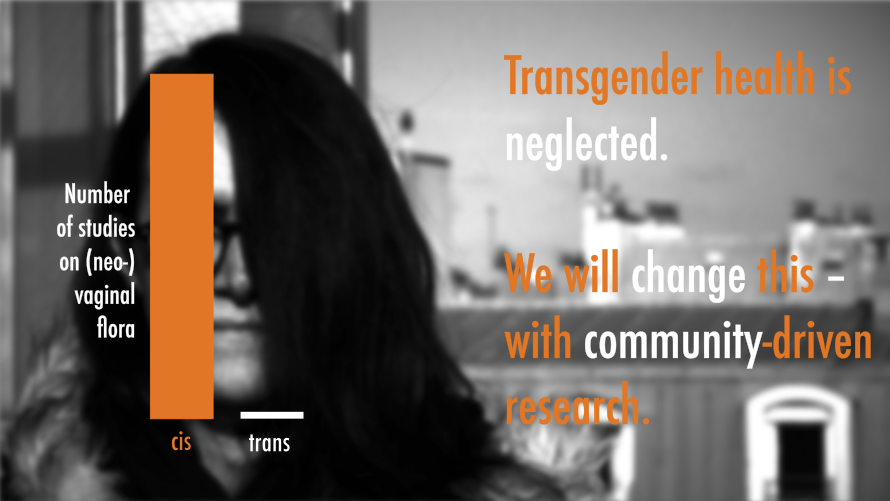 Number
of studies
on (neo-)
vaginal
flora
cis
trans
Transgender health is
neglected.
We will change this –
with community-driven
research.